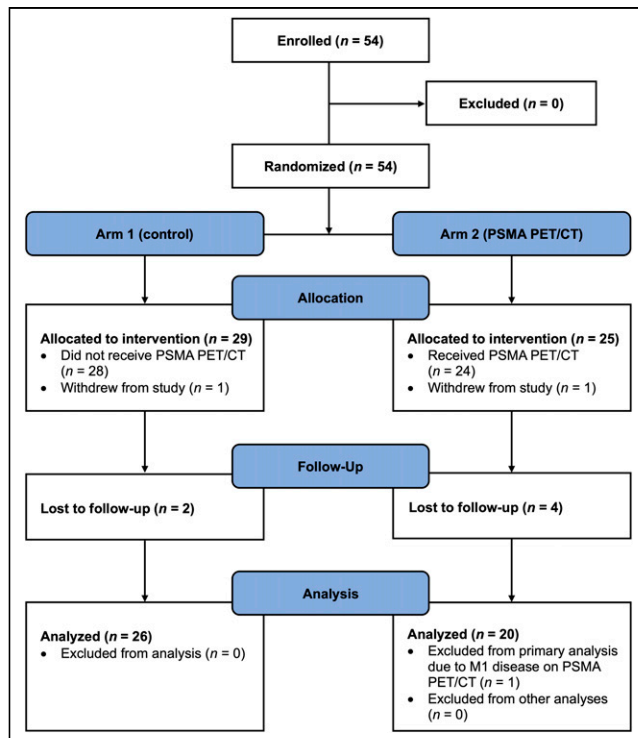 Enrolled (n = 54)
Excluded (n = 0)
Randomized (n = 54)
Arm 1 (control)
Arm 2 (PSMA PET/CT)
Allocation
Allocated to intervention (n = 29)
• Did not receive PSMA PET/CT
(n = 28)
• Withdrew from study (n = 1)
Allocated to intervention (n = 25)
• Received PSMA PET/CT
(n = 24)
• Withdrew from study (n = 1)
Follow-Up
Lost to follow-up (n = 2)
Lost to follow-up (n = 4)
Analysis
Analyzed (n = 26)
• Excluded from analysis (n = 0)
Analyzed (n = 20)
• Excluded from primary analysis
due to M1 disease on PSMA
PET/CT (n = 1)
• Excluded from other analyses
(n = 0)